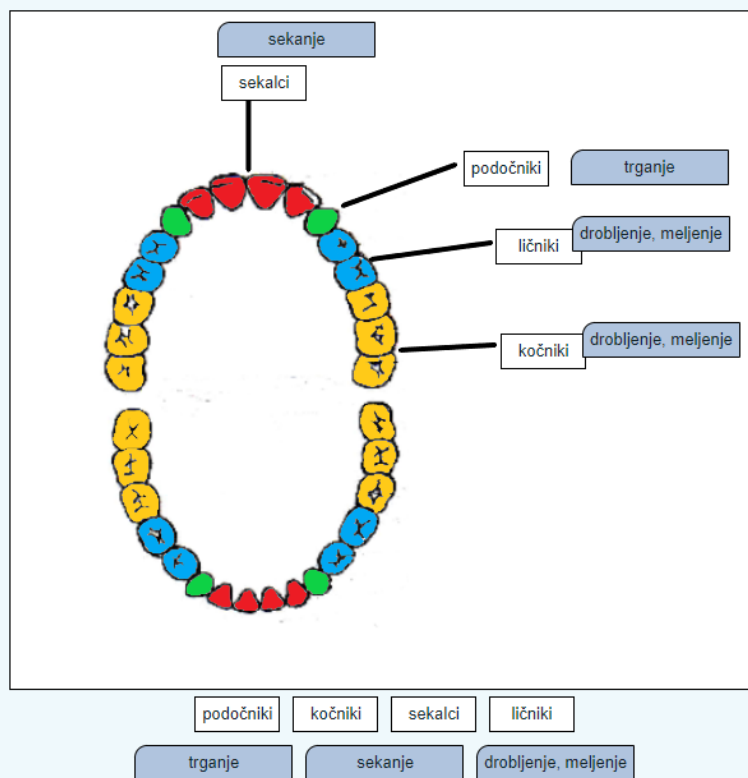 sekanje
sekalci
podočniki
trganje
ličniki
drobljenje, meljenje
kočniki
drobljenje, meljenje
podočniki
kočniki
sekalci
ličniki
trganje
sekanje
drobljenje, meljenje